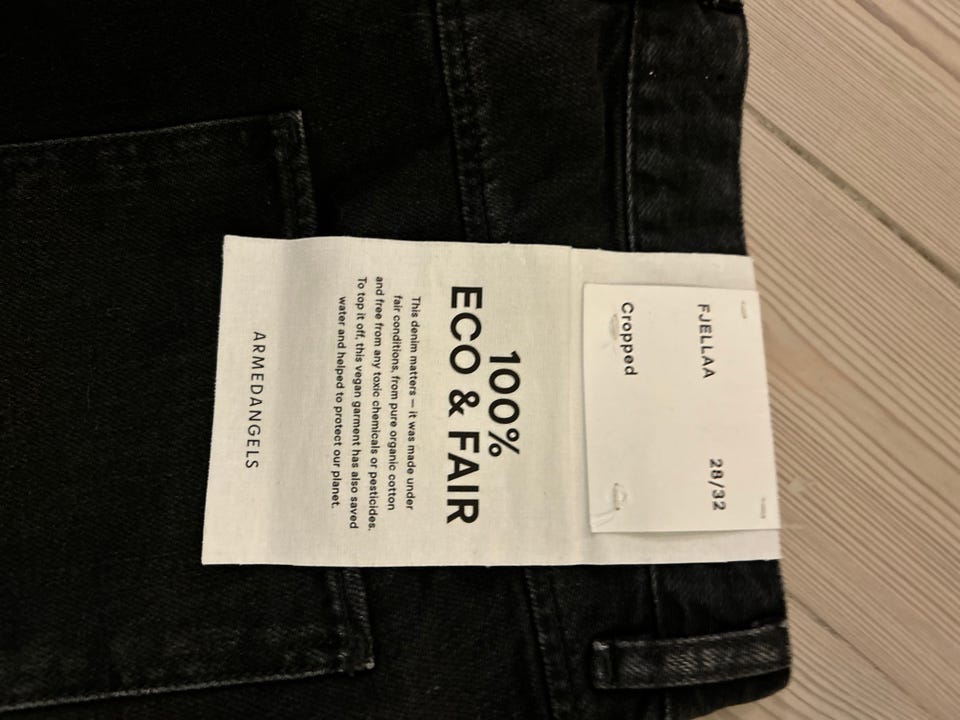 FJELLAA 28/32
Cropped
100%
ECO & FAIR
This denim matters – it was made under
fair conditions, from pure organic cotton
and free from any toxic chemicals or pesticides.
To top it off, this vegan garment has also saved
water and helped to protect our planet.
ARMEDANGELS